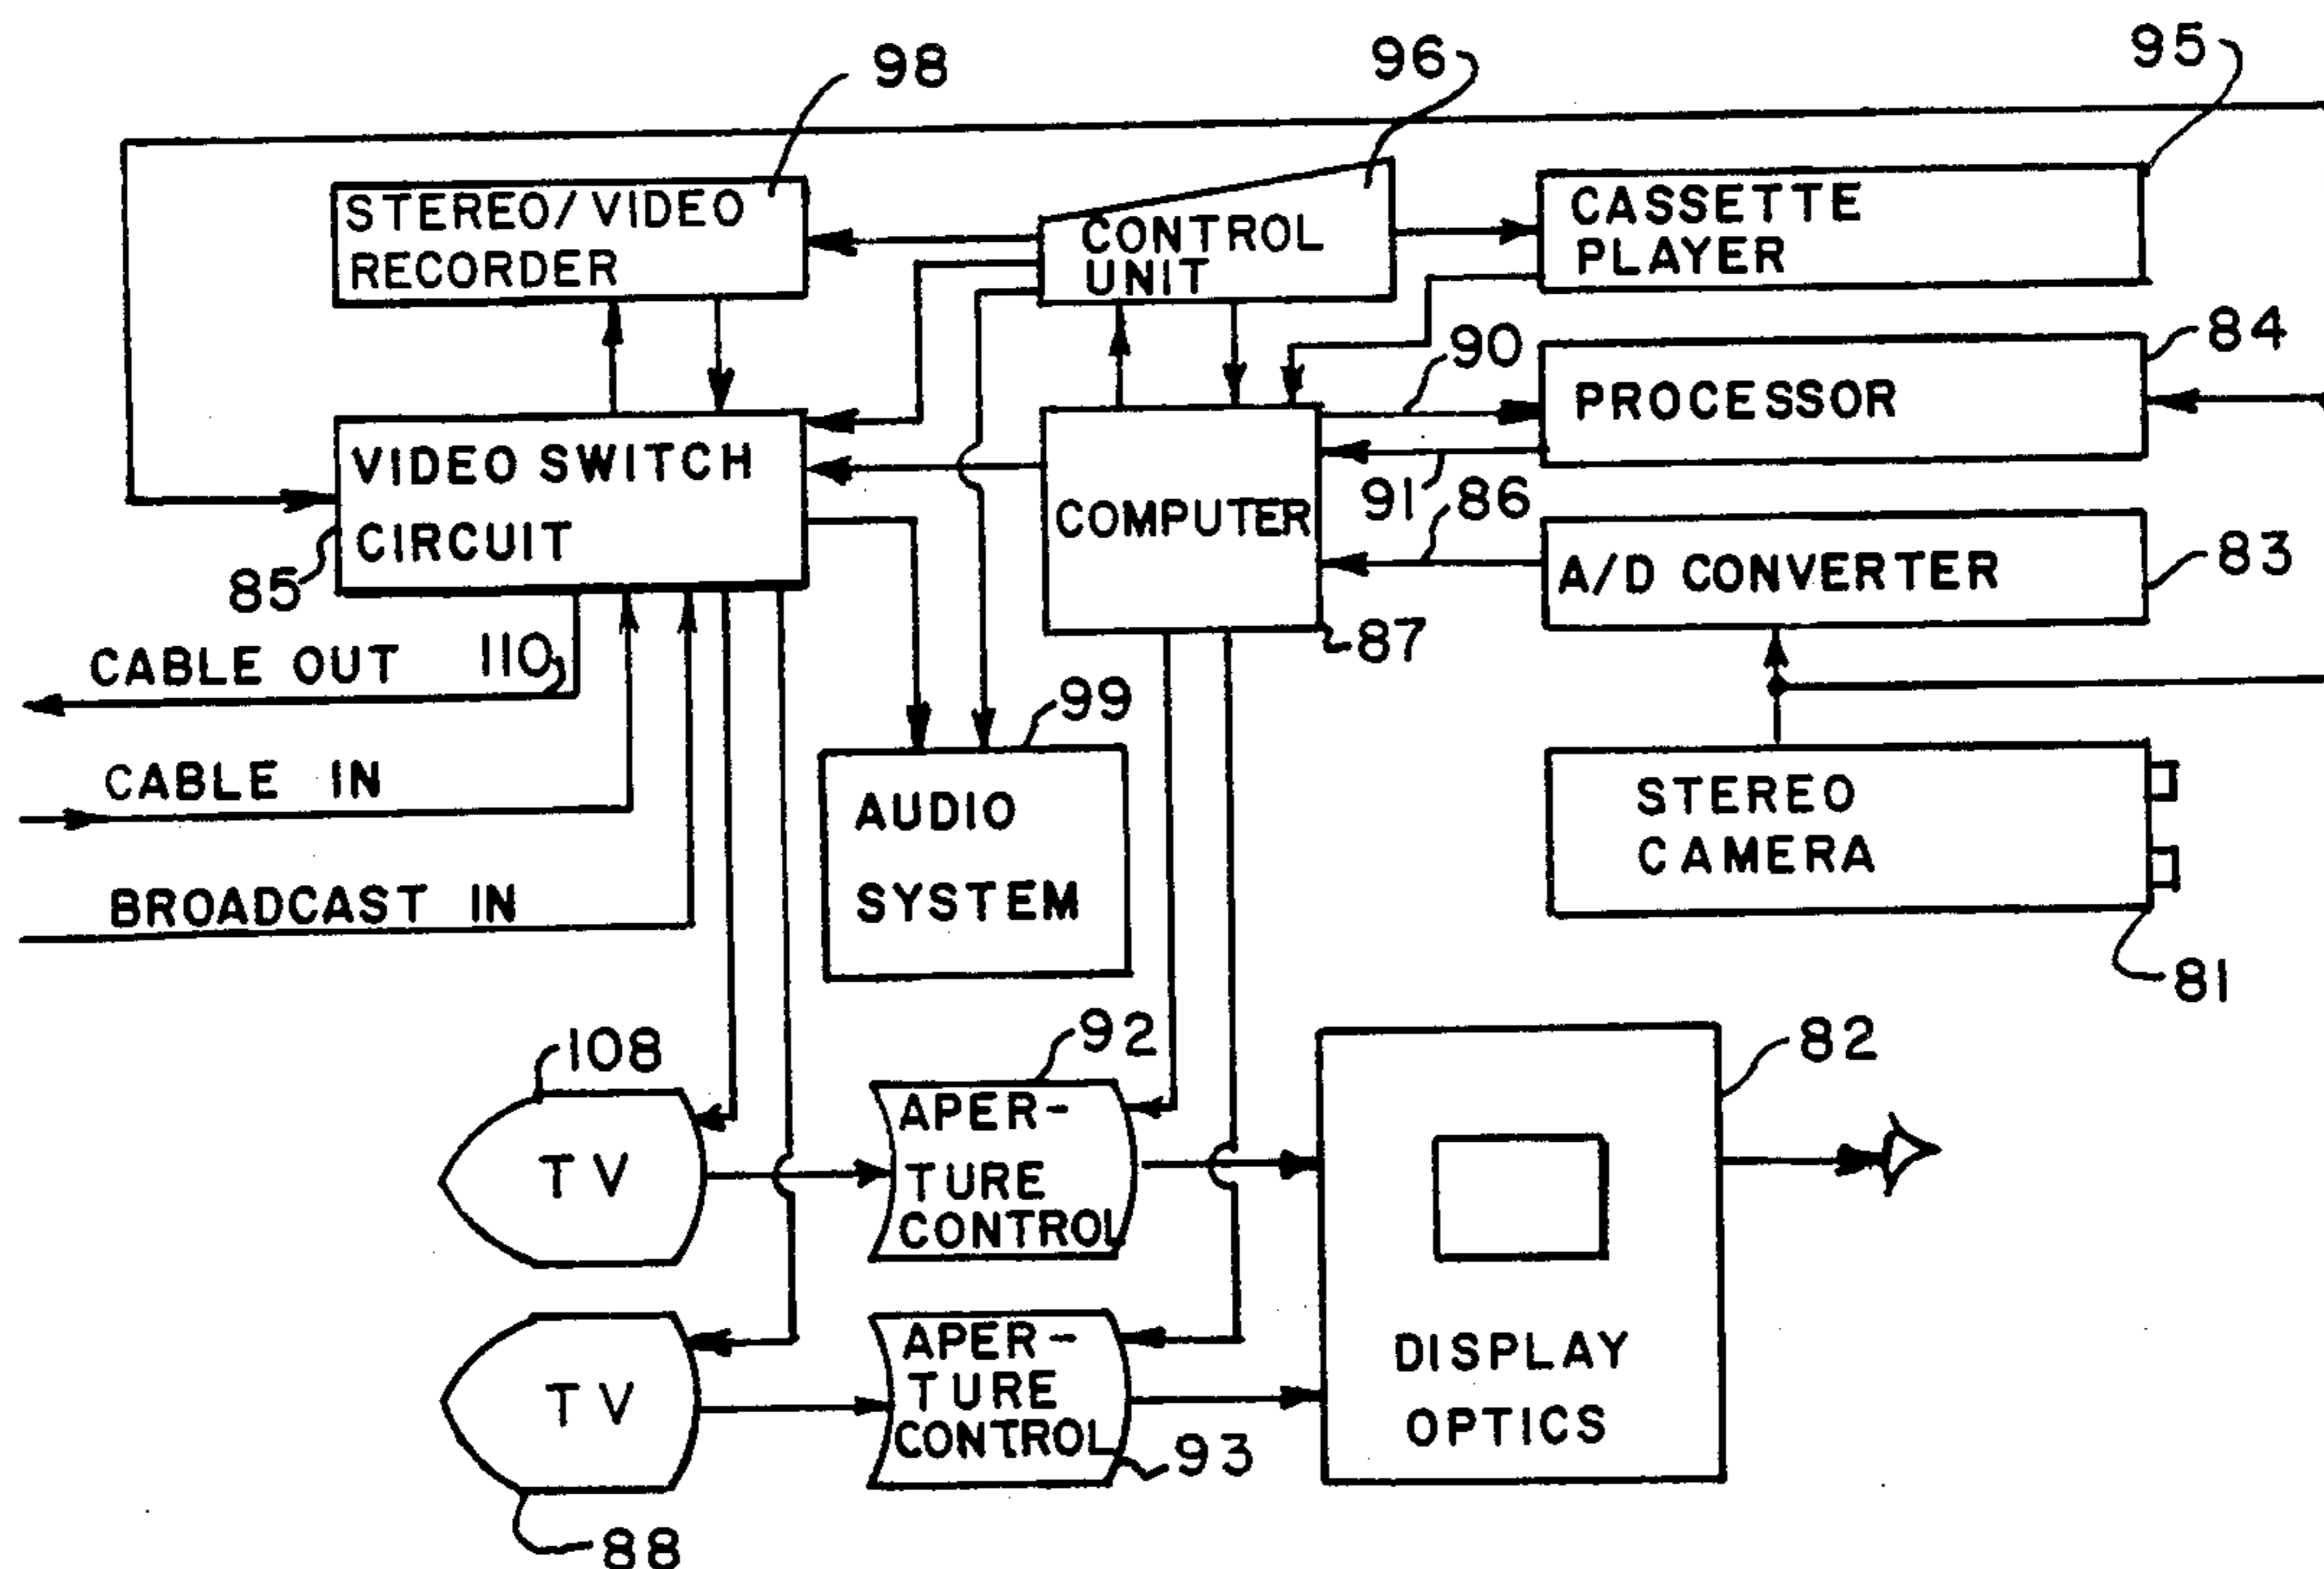 98
96
95
STEREO/VIDEO
RECORDER
CONTROL
UNIT
CASSETTE
PLAYER
84
90
PROCESSOR
VIDEO SWITCH
CIRCUIT
85
COMPUTER
91
86
A/D CONVERTER
83
87
CABLE OUT
110
99
CABLE IN
AUDIO
SYSTEM
STEREO
CAMERA
BROADCAST IN
81
108
92
82
TV
APER-
TURE
CONTROL
TV
APER-
TURE
CONTROL
93
DISPLAY
OPTICS
88